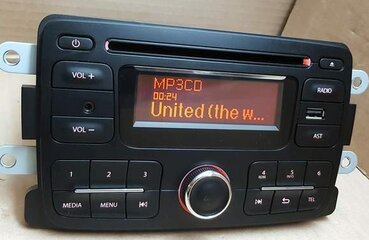 MP3CD
00:24
United (the w...
VOL +
VOL -
RADIO
AST
1 2 3
4 5 6
MEDIA MENU
TEL